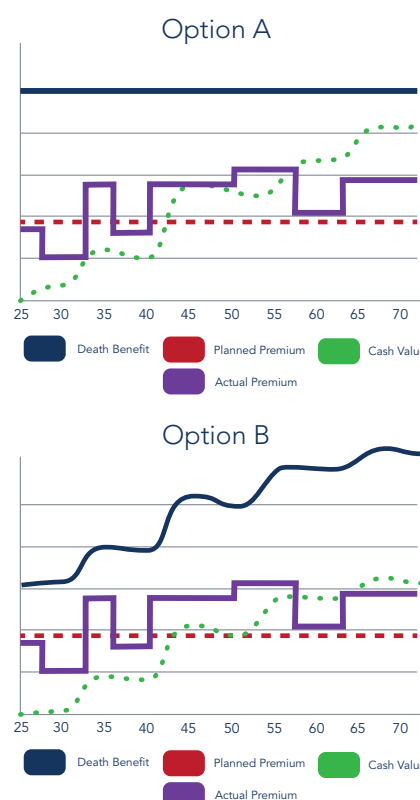 Option A
25 30 35 40 45 50 55 60 65 70
Death Benefit Planned Premium Cash Valu
Actual Premium
Option B
25 30 35 40 45 50 55 60 65 70
Death Benefit Planned Premium Cash Valu
Actual Premium